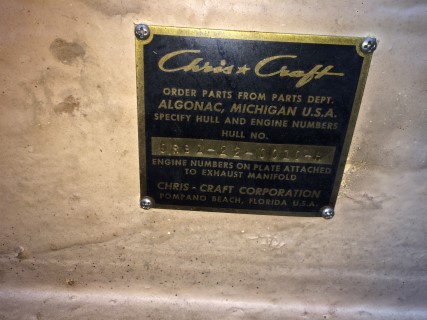 Chris★Craft
ORDER PARTS FROM PARTS DEPT.
ALGONAC, MICHIGAN U.S.A.
SPECIFY HULL AND ENGINE NUMBERS
HULL NO.
ENGINE NUMBERS ON PLATE ATTACHED
TO EXHAUST MANIFOLD
CHRIS-CRAFT CORPORATION
POMPANO BEACH, FLORIDA U.S.A.